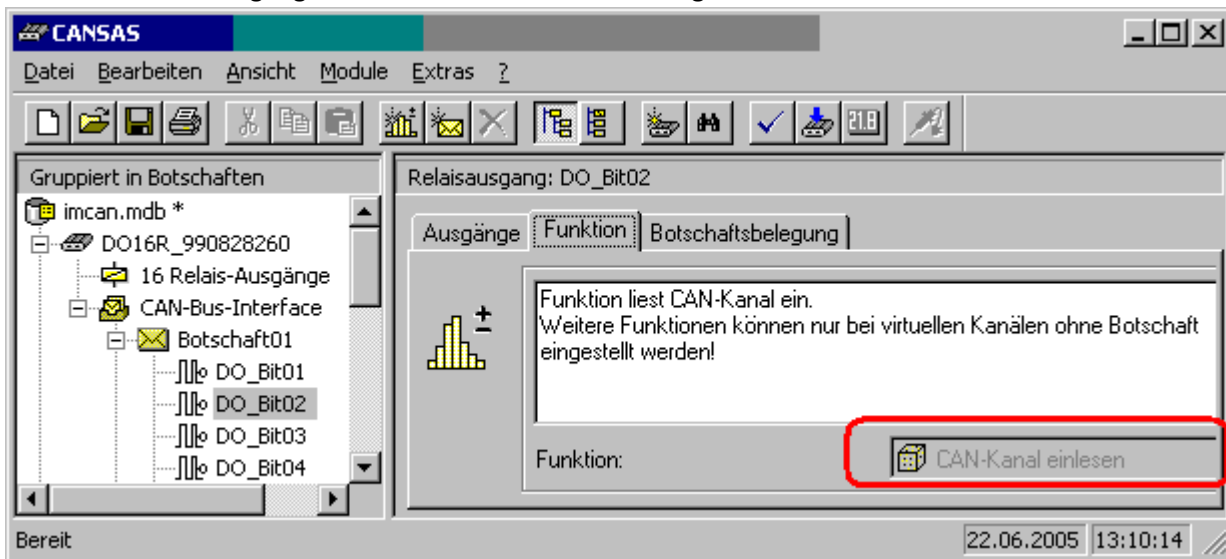 CANSAS
Datei Bearbeiten Ansicht Module Extras ?
21.8
Gruppiert in Botschaften
imcan.mdb *
DO16R_990828260
16 Relais-Ausgänge
CAN-Bus-Interface
Botschaft01
DO_Bit01
DO_Bit02
DO_Bit03
DO_Bit04
Relaisausgang: DO_Bit02
Ausgänge Funktion Botschaftsbelegung
Funktion liest CAN-Kanal ein.
Weitere Funktionen können nur bei virtuellen Kanälen ohne Botschaft
eingestellt werden!
Funktion: CAN-Kanal einlesen
Bereit 22.06.2005 13:10:14